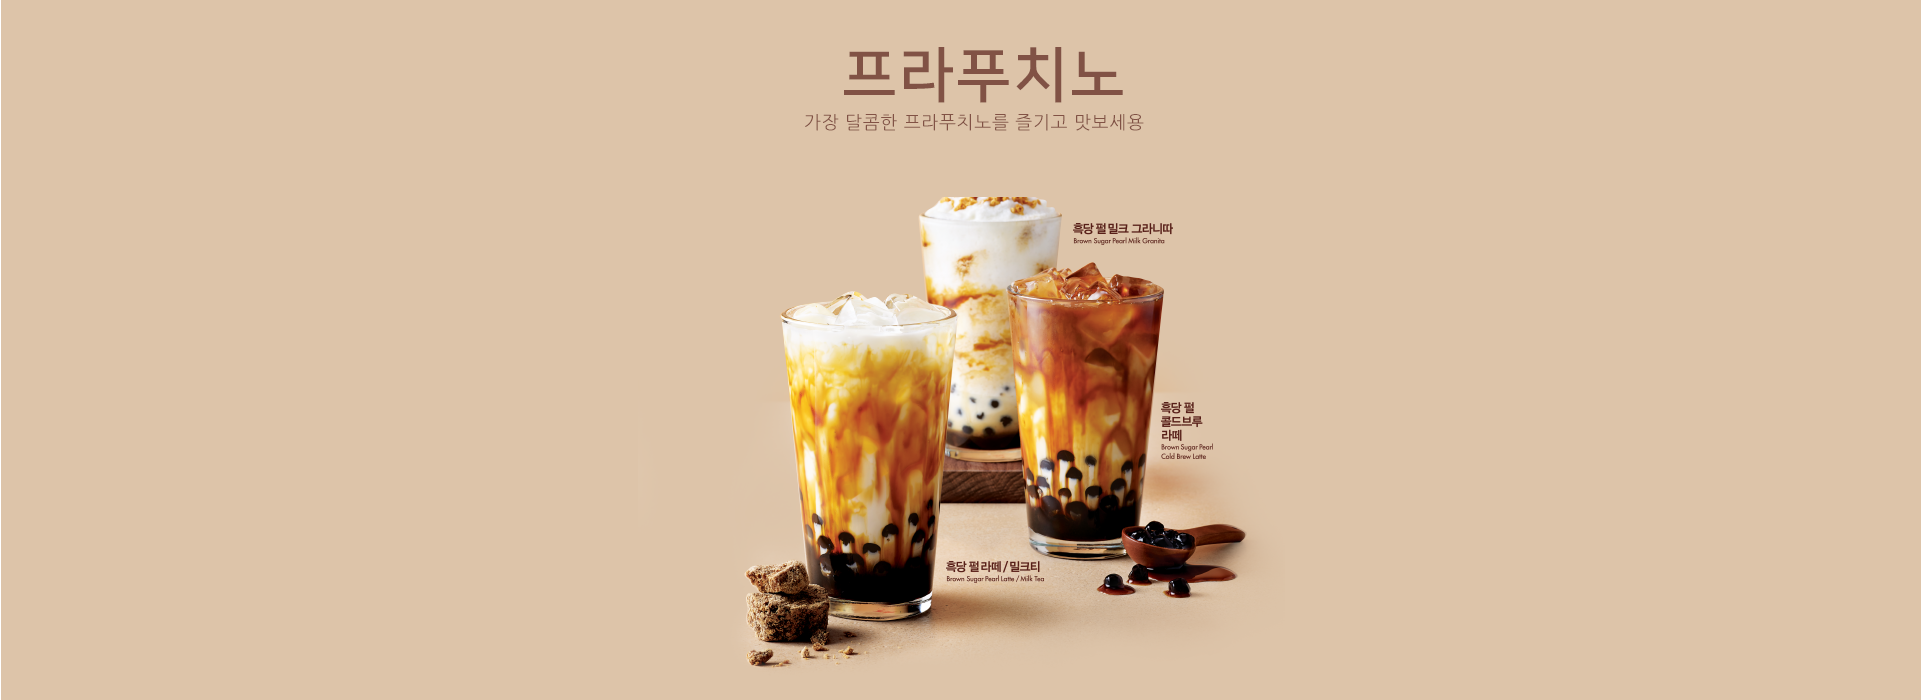 프라푸치노
가장 달콤한 프라푸치노를 즐기고 맛보세용
흑당 펄 밀크 그라니따
Brown Sugar Pearl Milk Granita
흑당 펄
콜드브루
라떼
Brown Sugar Pearl
Cold Brew Latte
흑당 펄 라떼 / 밀크티
Brown Sugar Pearl Latte / Milk Tea